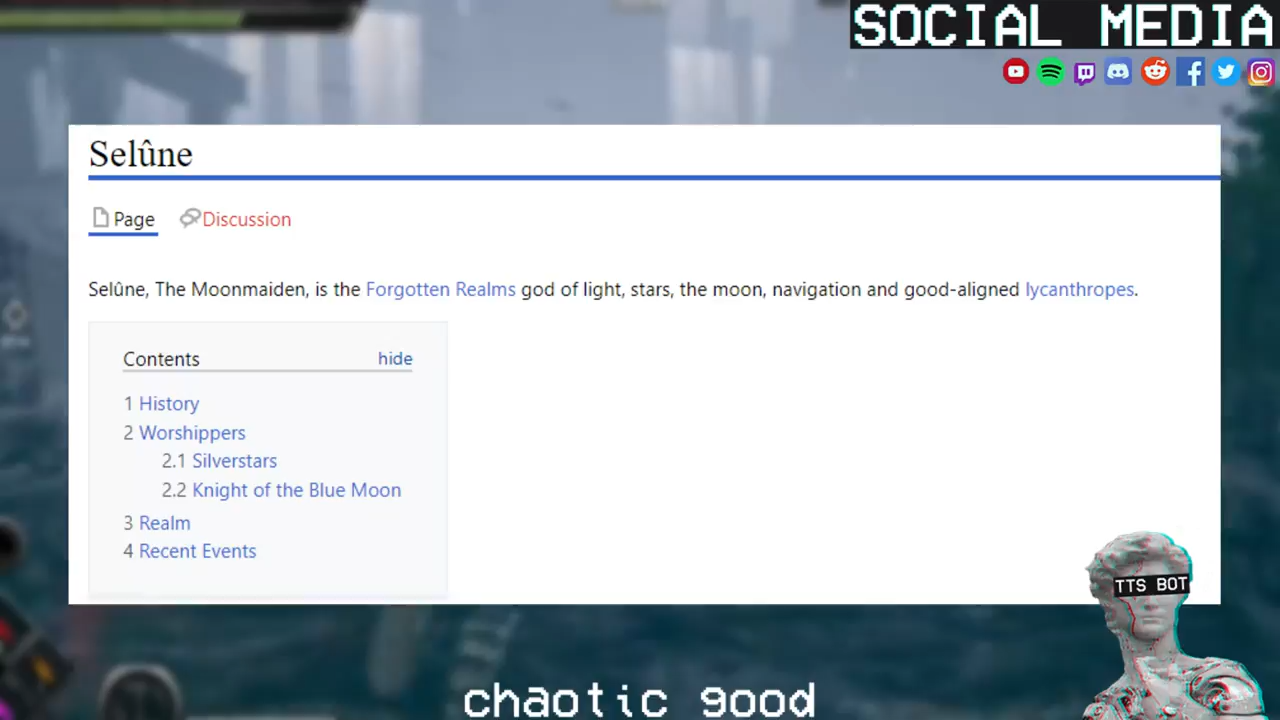 SOCIAL MEDIA
Selûne
Page Discussion
Selûne, The Moonmaiden, is the Forgotten Realms god of light, stars, the moon, navigation and good-aligned lycanthropes.
Contents hide
1 History
2 Worshippers
2.1 Silverstars
2.2 Knight of the Blue Moon
3 Realm
4 Recent Events
TTS BOT
chaotic good